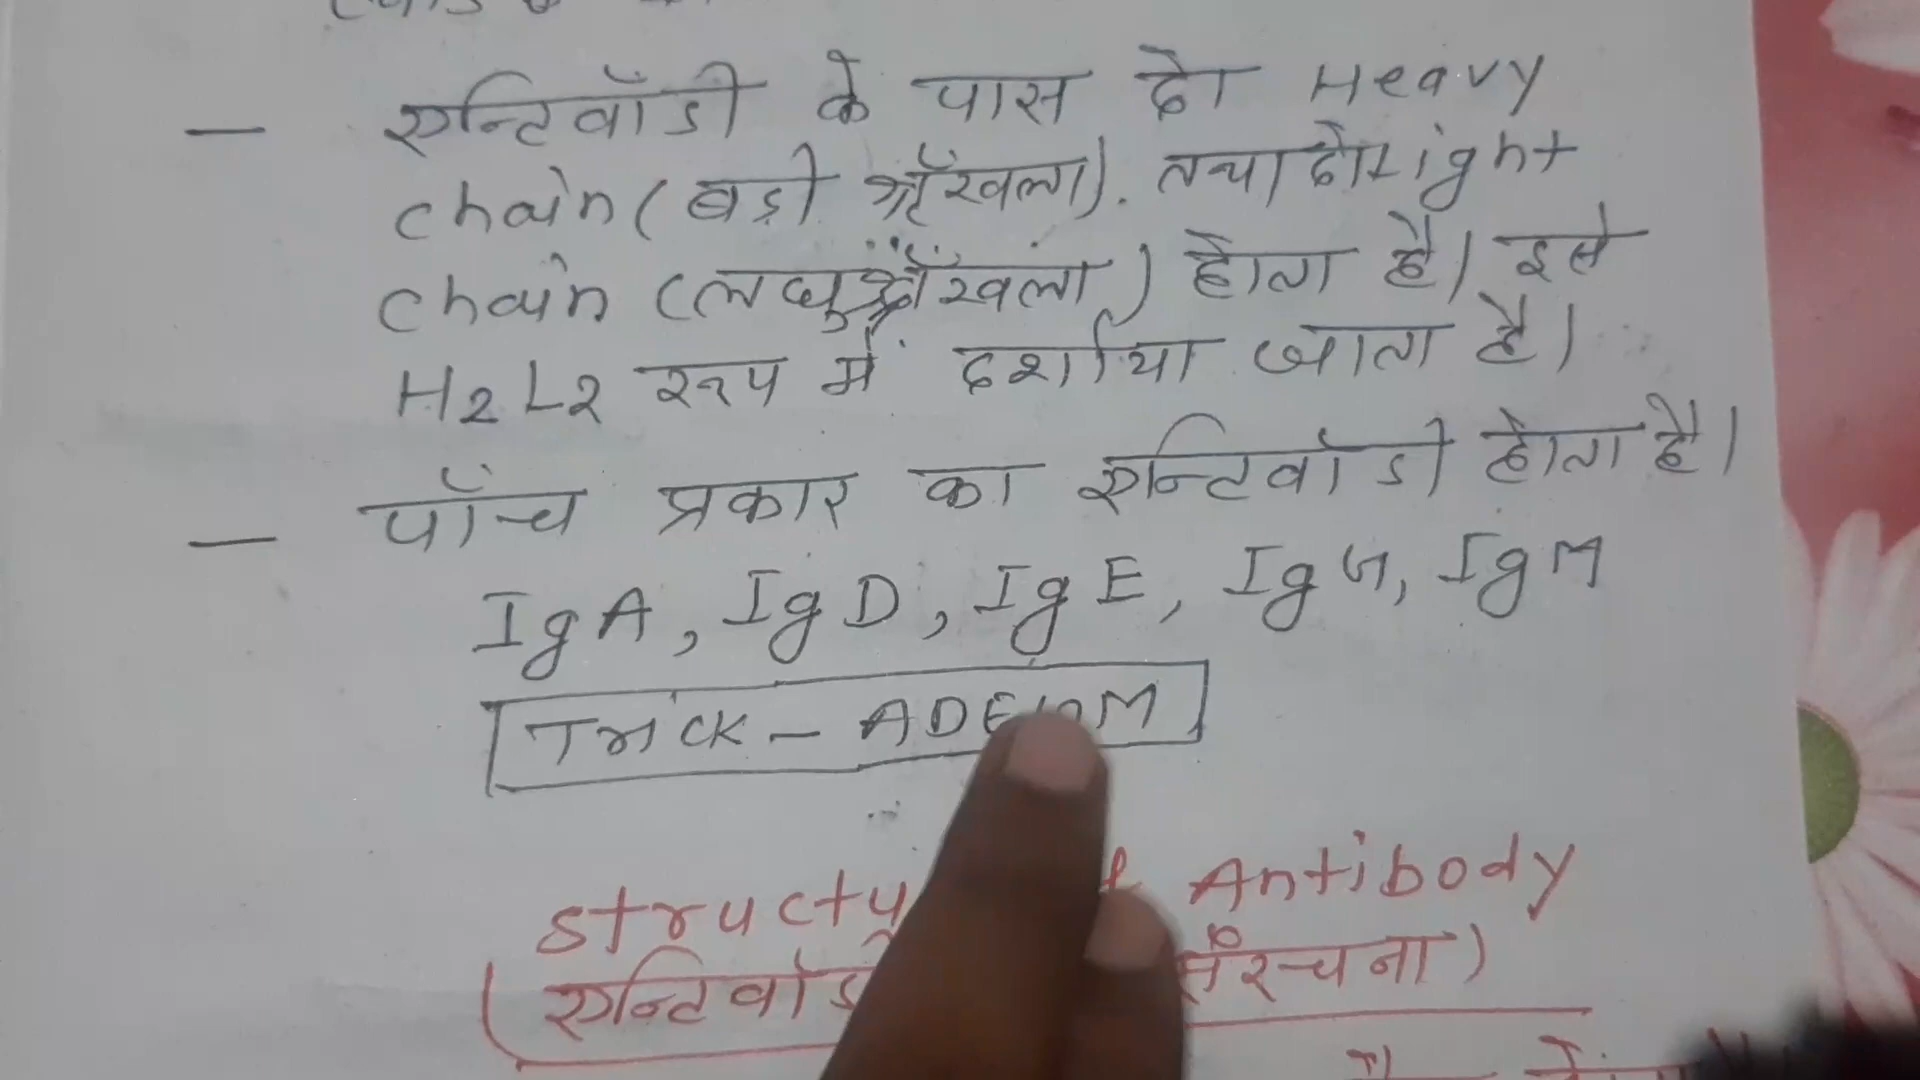 — एन्टिबॉडी के पास दो Heavy
chain (बड़ी श्रृँखला). तथा दो Light
chain (लघु श्रृँखला) होता है। इसे
H2L2 रूप में दर्शाया जाता है।
— पाँच प्रकार का एन्टिबॉडी होता है।
IgA, IgD, IgE, IgG, IgM
Trick - ADEGM
Antibody
संरचना)